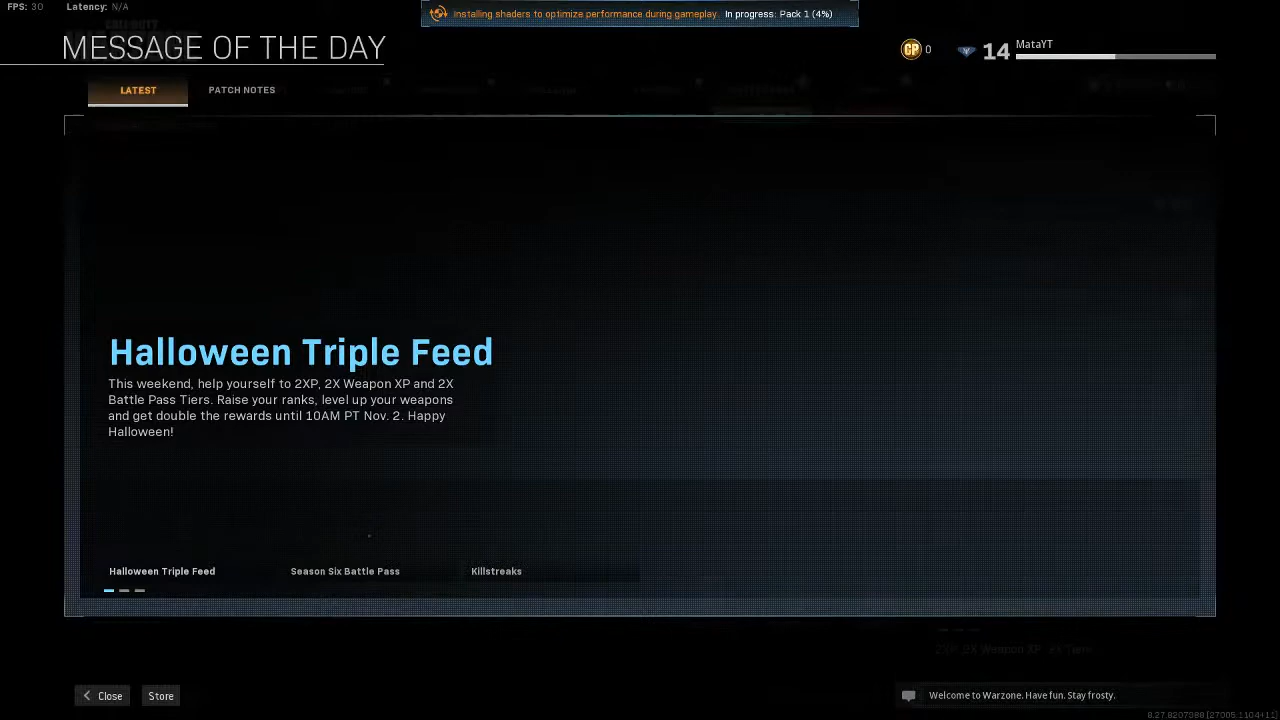 FPS: 30 Latency: N/A
Installing shaders to optimize performance during gameplay. In progress: Pack 1 (4%)
MESSAGE OF THE DAY
CP 0
14 MataYT
LATEST PATCH NOTES
Halloween Triple Feed
This weekend, help yourself to 2XP, 2X Weapon XP and 2X
Battle Pass Tiers. Raise your ranks, level up your weapons
and get double the rewards until 10AM PT Nov. 2. Happy
Halloween!
Halloween Triple Feed Season Six Battle Pass Killstreaks
2XP, 2X Weapon XP
Close Store
Welcome to Warzone. Have fun. Stay frosty.